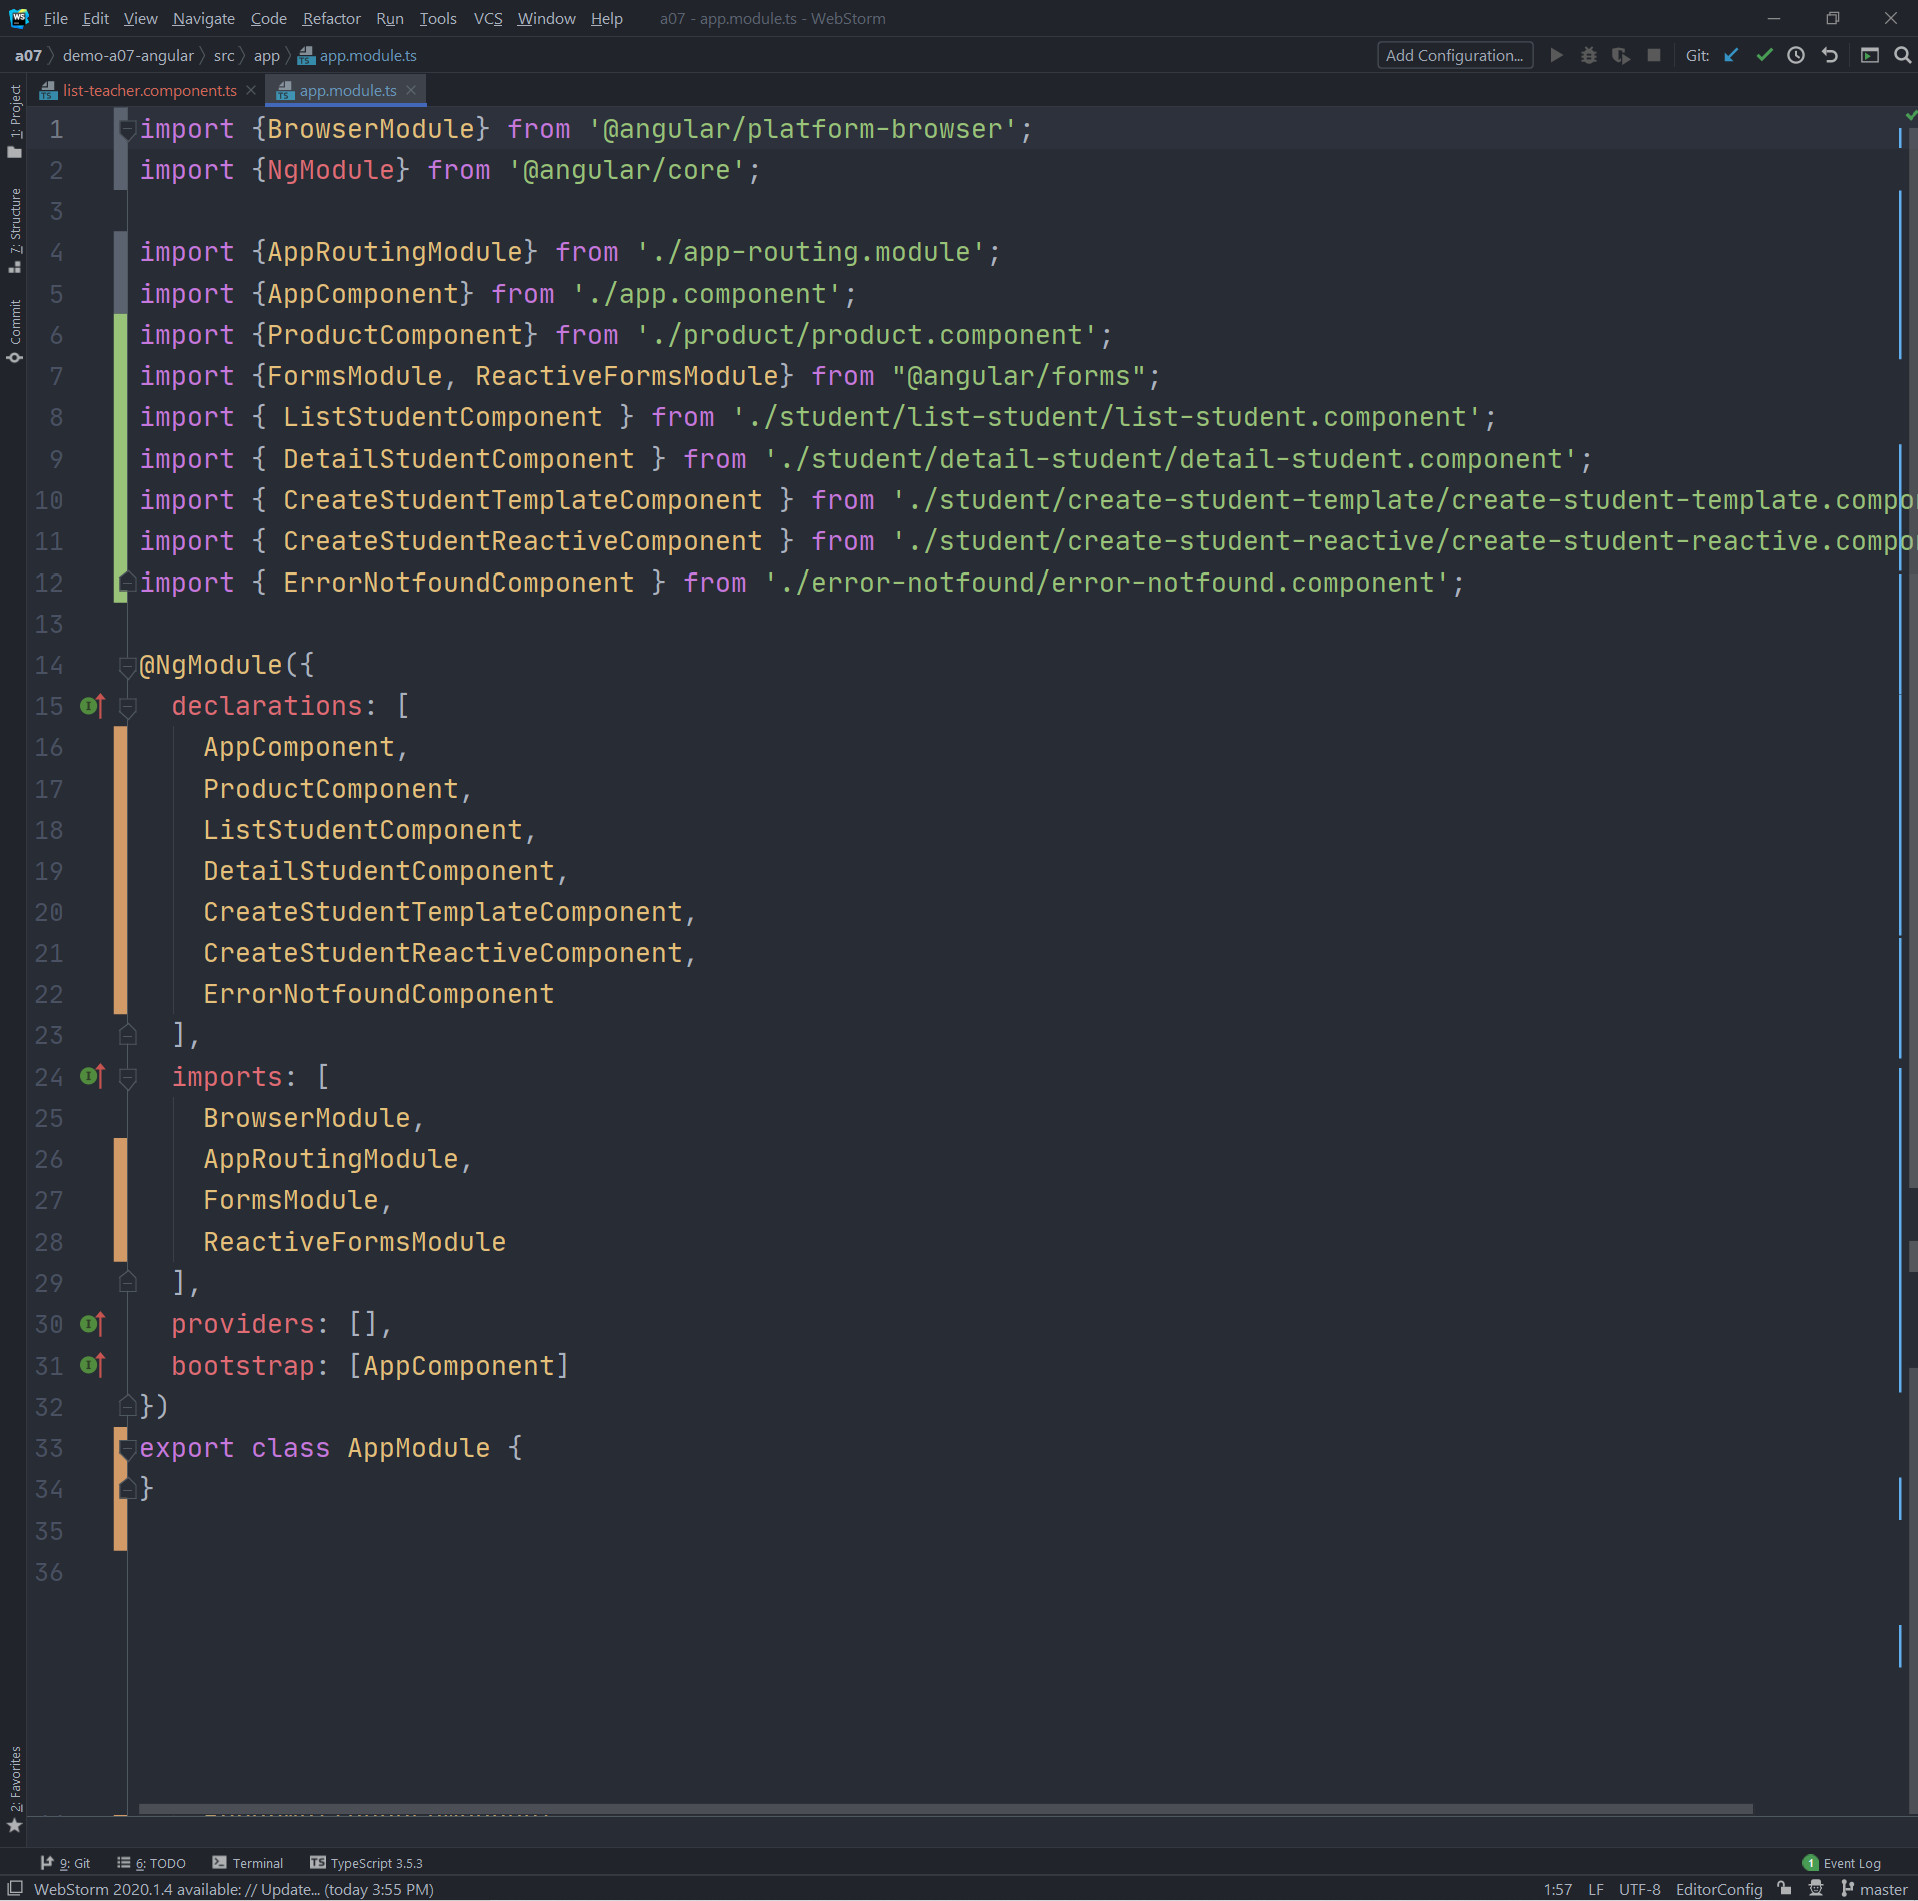 WS File Edit View Navigate Code Refactor Run Tools VCS Window Help a07 - app.module.ts - WebStorm
a07 demo-a07-angular src app app.module.ts Add Configuration... Git:
list-teacher.component.ts app.module.ts
1: Project
7: Structure
Commit
2: Favorites
1 import {BrowserModule} from '@angular/platform-browser';
2 import {NgModule} from '@angular/core';
3
4 import {AppRoutingModule} from './app-routing.module';
5 import {AppComponent} from './app.component';
6 import {ProductComponent} from './product/product.component';
7 import {FormsModule, ReactiveFormsModule} from "@angular/forms";
8 import { ListStudentComponent } from './student/list-student/list-student.component';
9 import { DetailStudentComponent } from './student/detail-student/detail-student.component';
10 import { CreateStudentTemplateComponent } from './student/create-student-template/create-student-template.compo
11 import { CreateStudentReactiveComponent } from './student/create-student-reactive/create-student-reactive.compo
12 import { ErrorNotfoundComponent } from './error-notfound/error-notfound.component';
13
14 @NgModule({
15 declarations: [
16 AppComponent,
17 ProductComponent,
18 ListStudentComponent,
19 DetailStudentComponent,
20 CreateStudentTemplateComponent,
21 CreateStudentReactiveComponent,
22 ErrorNotfoundComponent
23 ],
24 imports: [
25 BrowserModule,
26 AppRoutingModule,
27 FormsModule,
28 ReactiveFormsModule
29 ],
30 providers: [],
31 bootstrap: [AppComponent]
32 })
33 export class AppModule {
34 }
35
36
9: Git 6: TODO Terminal TS TypeScript 3.5.3 1 Event Log
WebStorm 2020.1.4 available: // Update... (today 3:55 PM) 1:57 LF UTF-8 EditorConfig master